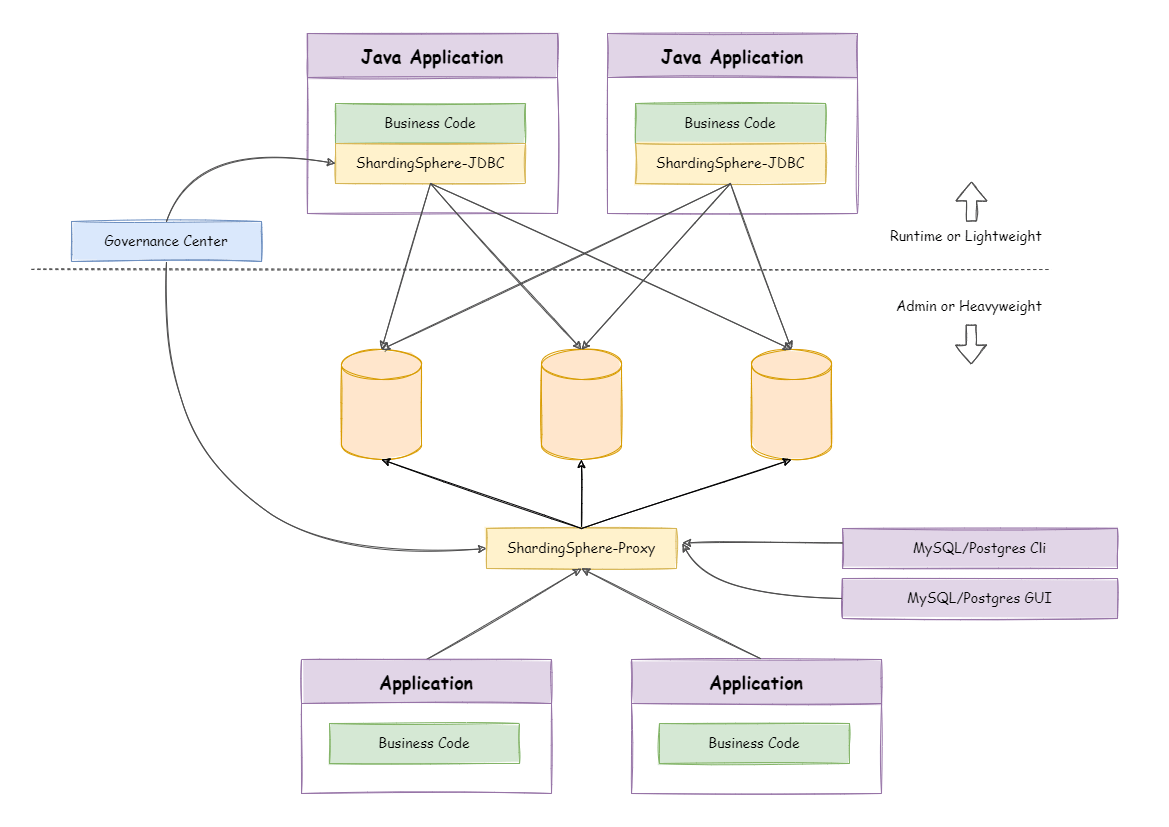 Java Application
Java Application
Business Code
Business Code
ShardingSphere-JDBC
ShardingSphere-JDBC
Governance Center
Runtime or Lightweight
Admin or Heavyweight
ShardingSphere-Proxy
MySQL/Postgres Cli
MySQL/Postgres GUI
Application
Application
Business Code
Business Code